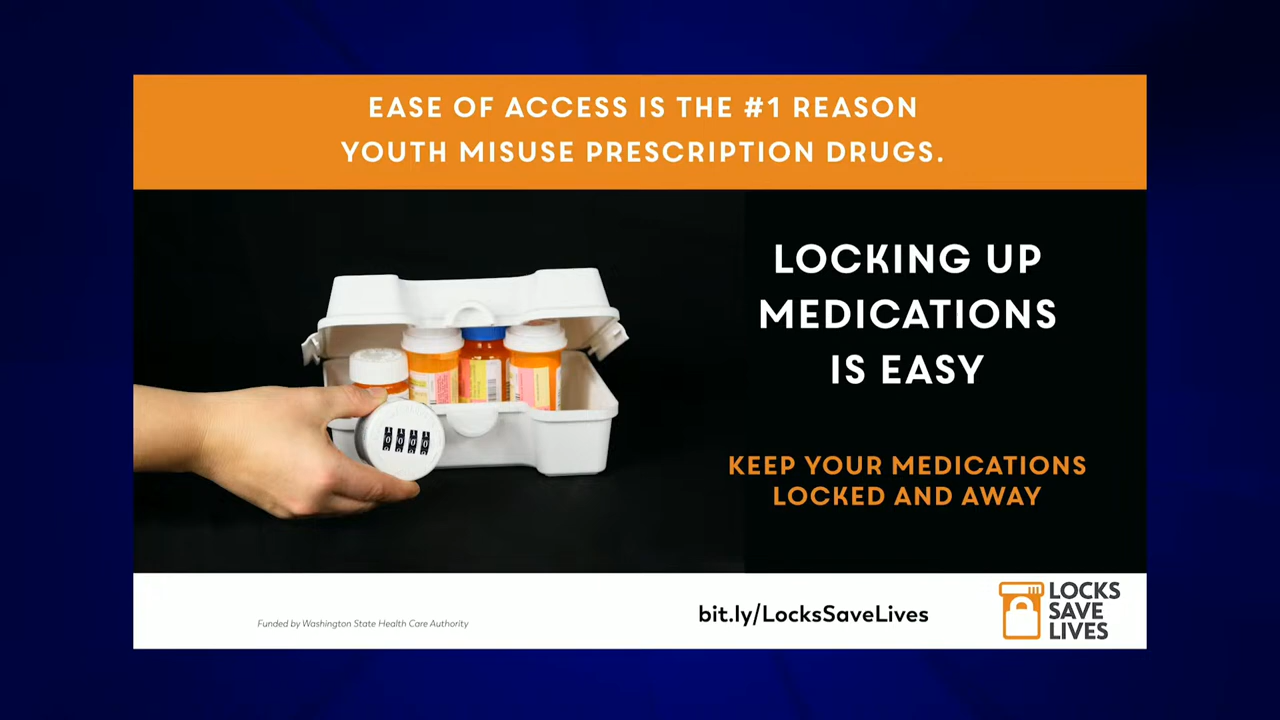 EASE OF ACCESS IS THE #1 REASON
YOUTH MISUSE PRESCRIPTION DRUGS.
LOCKING UP
MEDICATIONS
IS EASY
KEEP YOUR MEDICATIONS
LOCKED AND AWAY
Funded by Washington State Health Care Authority
bit.ly/LocksSaveLives
LOCKS
SAVE
LIVES